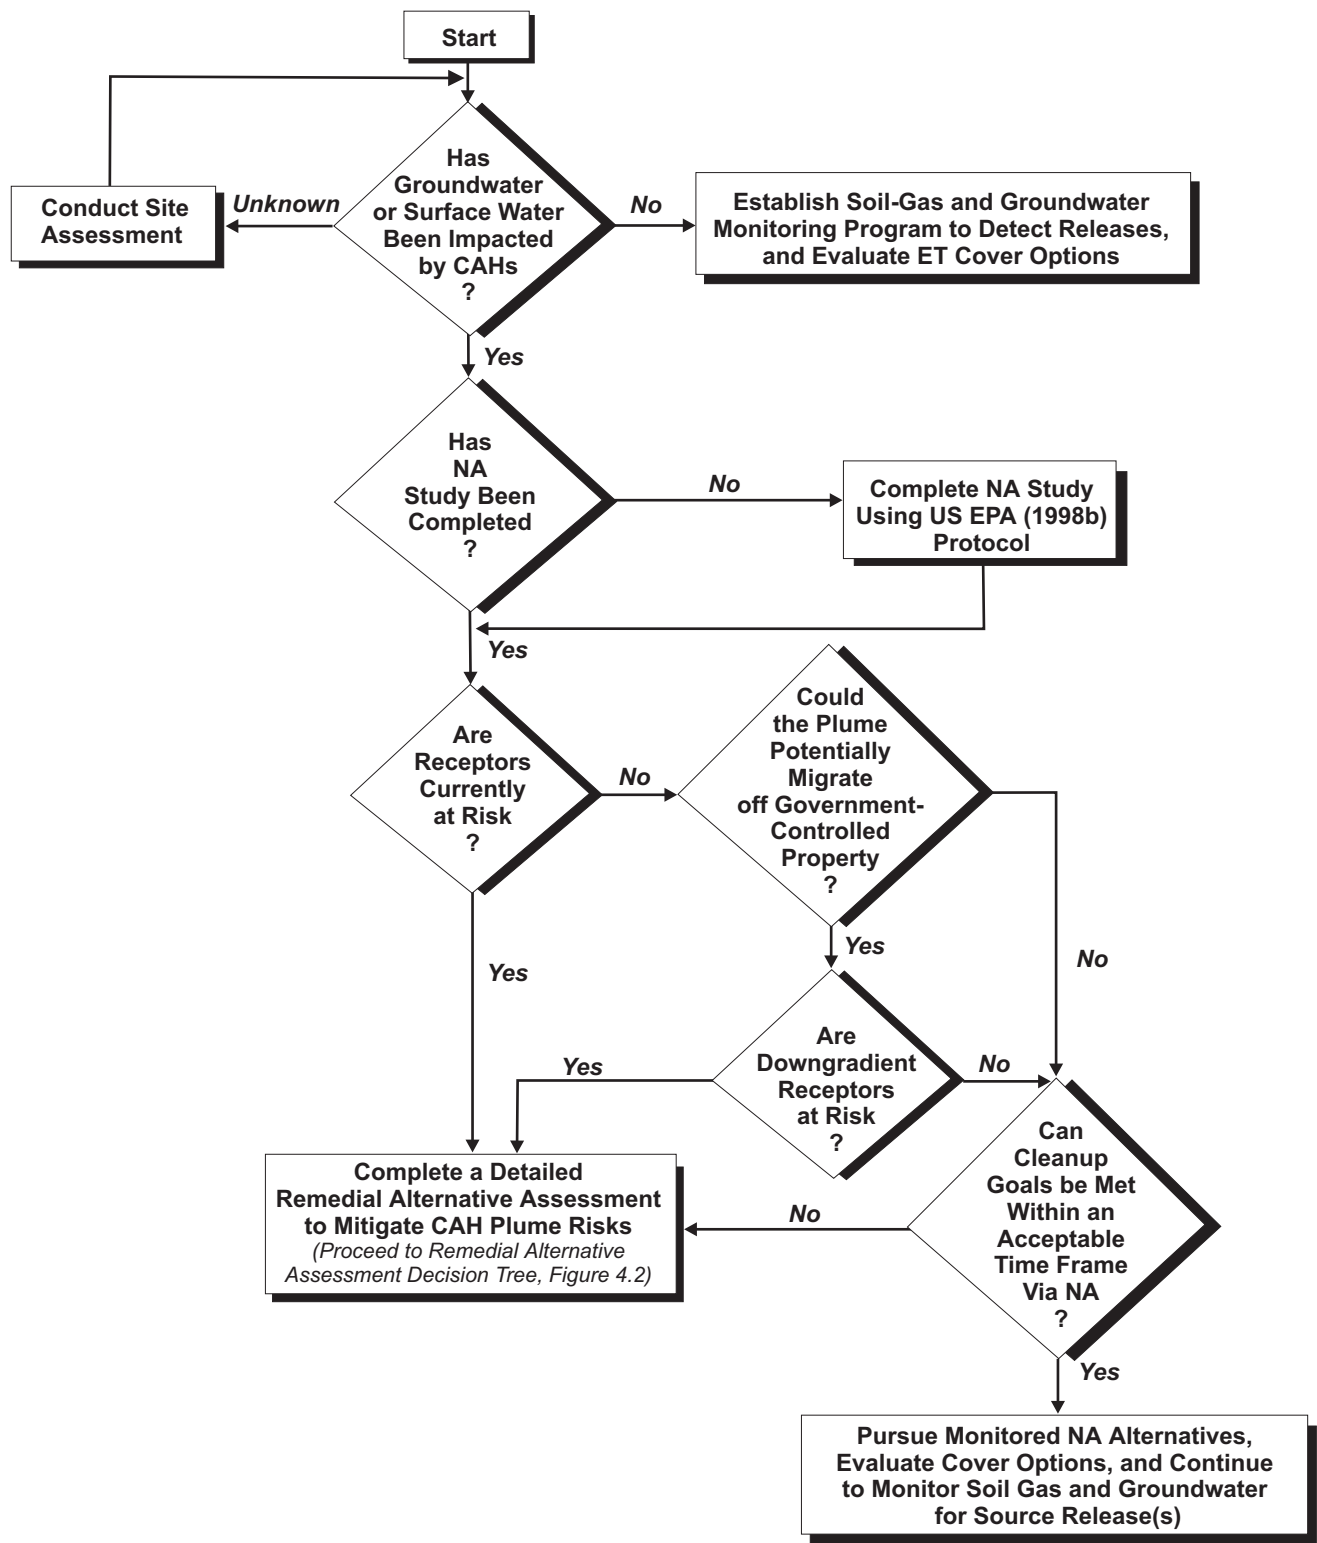 Start
Has
Groundwater
or Surface Water
Been Impacted
by CAHs
?
Unknown
Conduct Site
Assessment
No
Establish Soil-Gas and Groundwater
Monitoring Program to Detect Releases,
and Evaluate ET Cover Options
Yes
Has
NA
Study Been
Completed
?
No
Complete NA Study
Using US EPA (1998b)
Protocol
Yes
Are
Receptors
Currently
at Risk
?
No
Could
the Plume
Potentially
Migrate
off Government-
Controlled
Property
?
Yes
Yes
No
Are
Downgradient
Receptors
at Risk
?
Yes
No
Can
Cleanup
Goals be Met
Within an
Acceptable
Time Frame
Via NA
?
No
Complete a Detailed
Remedial Alternative Assessment
to Mitigate CAH Plume Risks
(Proceed to Remedial Alternative
Assessment Decision Tree, Figure 4.2)
Yes
Pursue Monitored NA Alternatives,
Evaluate Cover Options, and Continue
to Monitor Soil Gas and Groundwater
for Source Release(s)